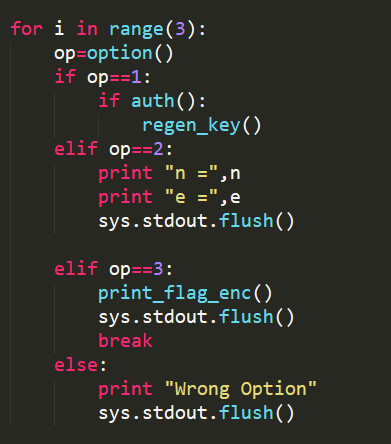 for i in range(3):
    op=option()
    if op==1:
        if auth():
            regen_key()
    elif op==2:
        print "n =",n
        print "e =",e
        sys.stdout.flush()
    elif op==3:
        print_flag_enc()
        sys.stdout.flush()
        break
    else:
        print "Wrong Option"
        sys.stdout.flush()